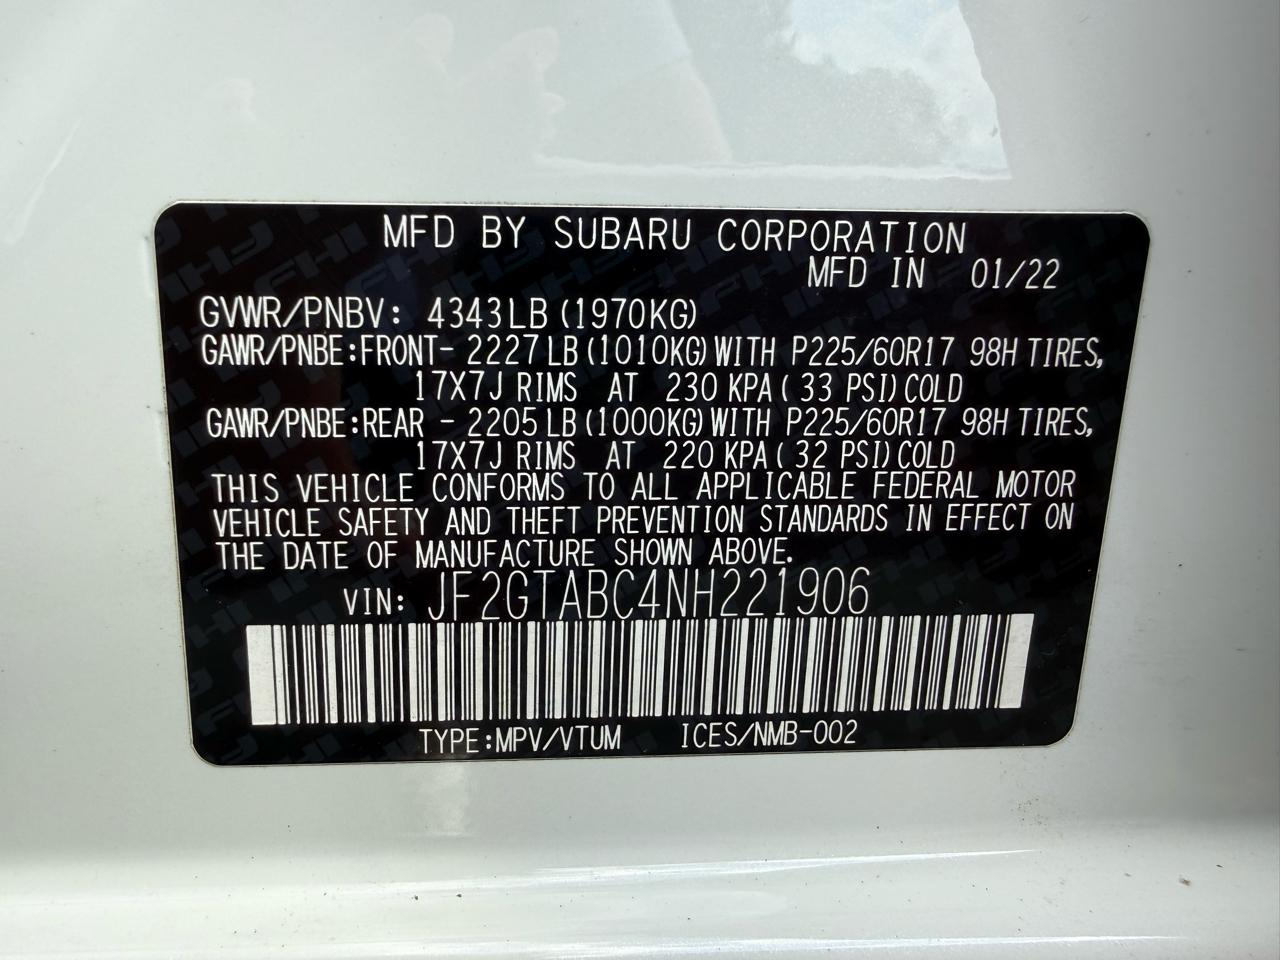 MFD BY SUBARU CORPORATION
MFD IN 01/22
GVWR/PNBV: 4343LB (1970KG)
GAWR/PNBE:FRONT- 2227LB (1010KG) WITH P225/60R17 98H TIRES,
17X7J RIMS AT 230 KPA( 33 PSI) COLD
GAWR/PNBE:REAR - 2205LB (1000KG) WITH P225/60R17 98H TIRES,
17X7J RIMS AT 220 KPA( 32 PSI) COLD
THIS VEHICLE CONFORMS TO ALL APPLICABLE FEDERAL MOTOR
VEHICLE SAFETY AND THEFT PREVENTION STANDARDS IN EFFECT ON
THE DATE OF MANUFACTURE SHOWN ABOVE.
VIN: JF2GTABC4NH221906
TYPE:MPV/VTUM ICES/NMB-002